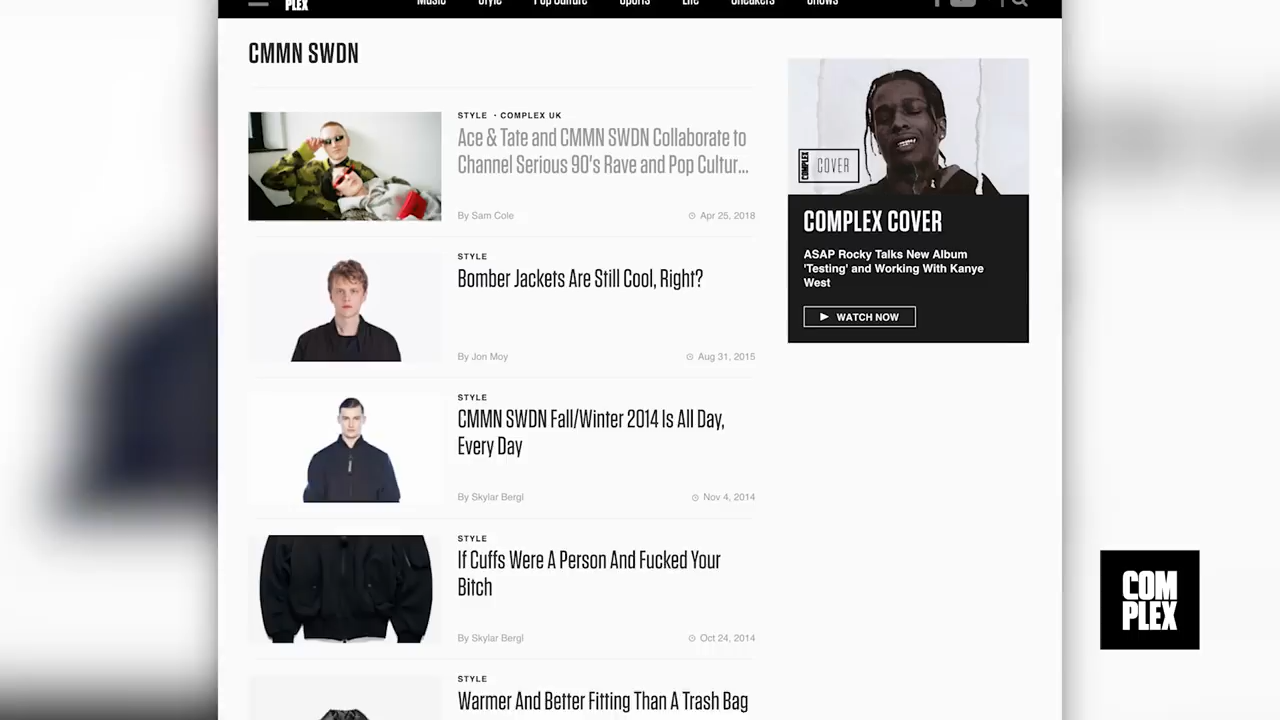 PLEX
Music Style Pop Culture Sports Life Sneakers Shows
CMMN SWDN
STYLE · COMPLEX UK
Ace & Tate and CMMN SWDN Collaborate to
Channel Serious 90's Rave and Pop Cultur...
By Sam Cole
Apr 25, 2018
STYLE
Bomber Jackets Are Still Cool, Right?
By Jon Moy
Aug 31, 2015
STYLE
CMMN SWDN Fall/Winter 2014 Is All Day,
Every Day
By Skylar Bergl
Nov 4, 2014
STYLE
If Cuffs Were A Person And Fucked Your
Bitch
By Skylar Bergl
Oct 24, 2014
STYLE
Warmer And Better Fitting Than A Trash Bag
COMPLEX
COVER
COMPLEX COVER
ASAP Rocky Talks New Album
'Testing' and Working With Kanye
West
WATCH NOW
COM
PLEX